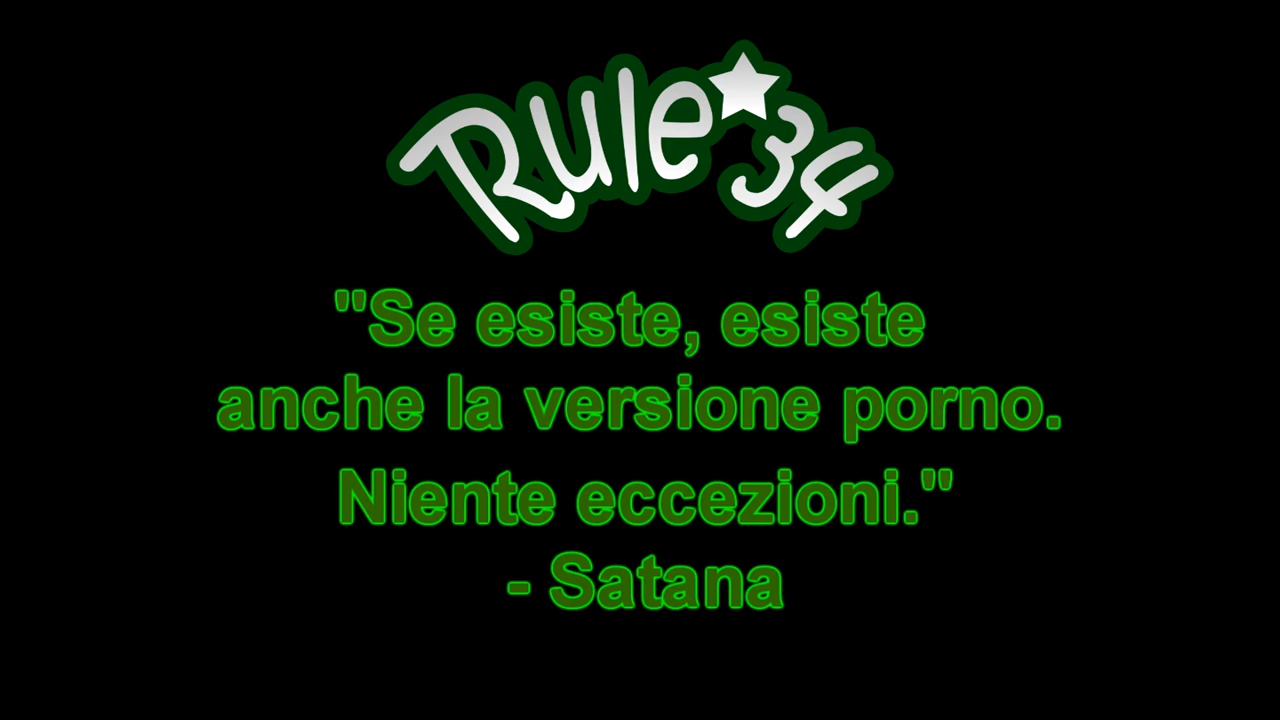 Rule 34
"Se esiste, esiste
anche la versione porno.
Niente eccezioni."
- Satana